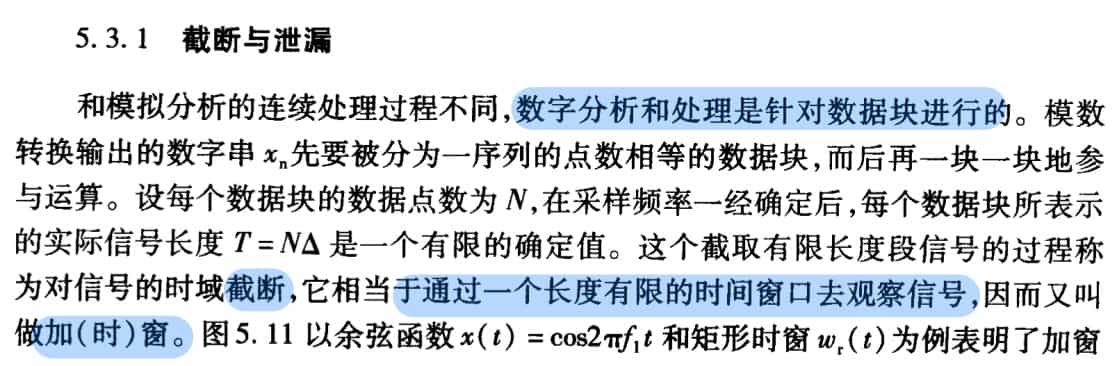 5.3.1 截断与泄漏
和模拟分析的连续处理过程不同,数字分析和处理是针对数据块进行的。模数
转换输出的数字串 xₙ先要被分为一序列的点数相等的数据块,而后再一块一块地参
与运算。设每个数据块的数据点数为 N,在采样频率一经确定后,每个数据块所表示
的实际信号长度 T=NΔ 是一个有限的确定值。这个截取有限长度段信号的过程称
为对信号的时域截断,它相当于通过一个长度有限的时间窗口去观察信号,因而又叫
做加(时)窗。图5.11 以余弦函数 x(t)=cos2πf₁t 和矩形时窗 wᵣ(t)为例表明了加窗